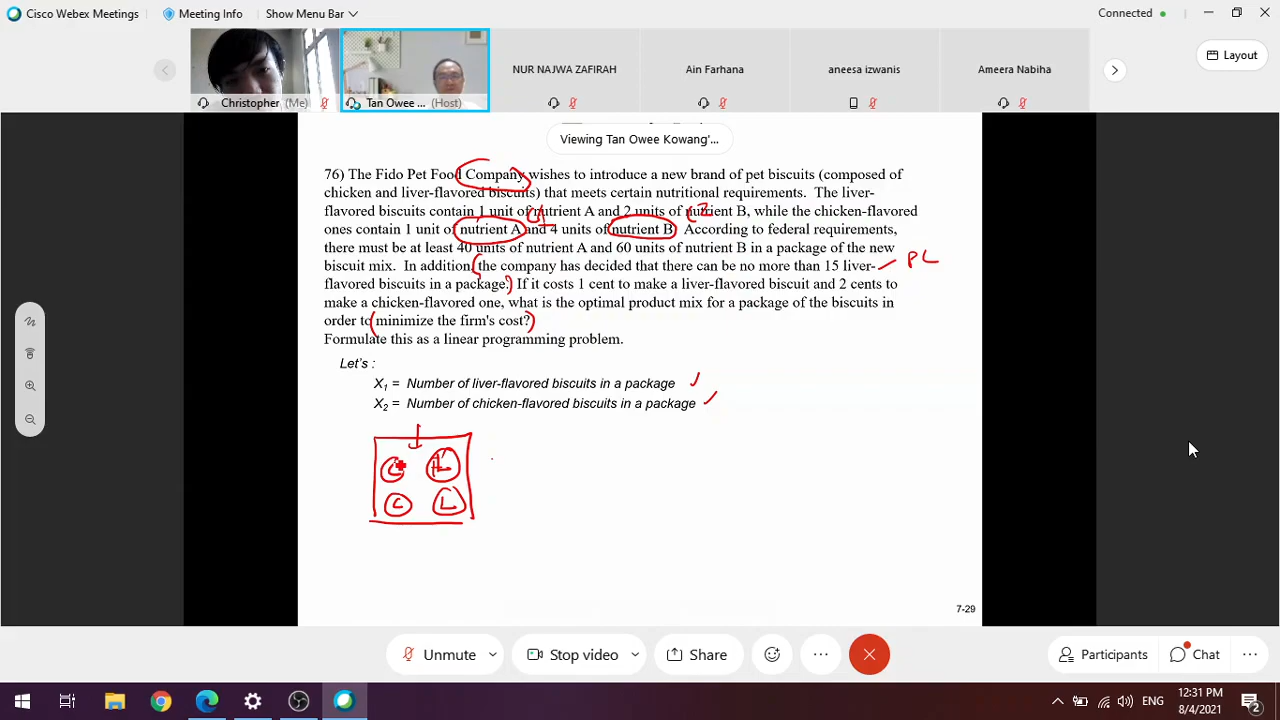 Cisco Webex Meetings
Meeting Info
Show Menu Bar
Connected
Layout
Christopher (Me)
Tan Owee ... (Host)
NUR NAJWA ZAFIRAH
Ain Farhana
aneesa izwanis
Ameera Nabiha
Viewing Tan Owee Kowang'...
76) The Fido Pet Food Company wishes to introduce a new brand of pet biscuits (composed of
chicken and liver-flavored biscuits) that meets certain nutritional requirements. The liver-
flavored biscuits contain 1 unit of nutrient A and 2 units of nutrient B, while the chicken-flavored
C1
C2
ones contain 1 unit of nutrient A and 4 units of nutrient B. According to federal requirements,
there must be at least 40 units of nutrient A and 60 units of nutrient B in a package of the new
biscuit mix. In addition, the company has decided that there can be no more than 15 liver-
PL
flavored biscuits in a package. If it costs 1 cent to make a liver-flavored biscuit and 2 cents to
make a chicken-flavored one, what is the optimal product mix for a package of the biscuits in
order to minimize the firm's cost?
Formulate this as a linear programming problem.
Let's :
X1 = Number of liver-flavored biscuits in a package
X2 = Number of chicken-flavored biscuits in a package
C L
C L
7-29
Unmute
Stop video
Share
Participants
Chat
ENG
12:31 PM
8/4/2021
2